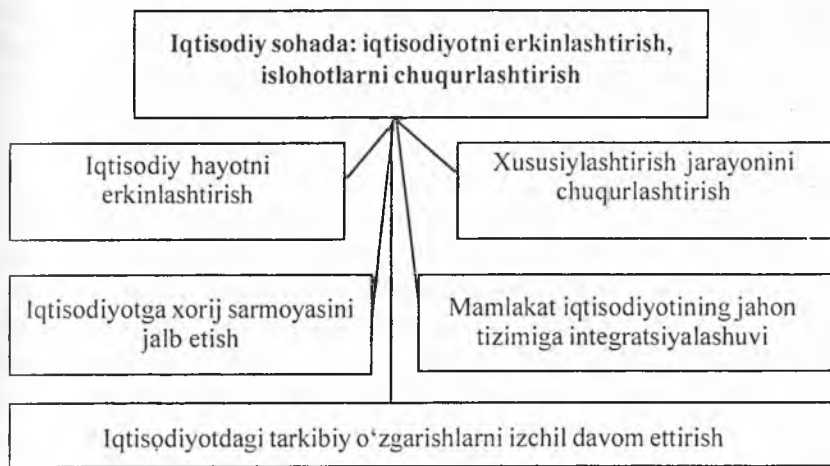 Iqtisodiy sohada: iqtisodiyotni erkinlashtirish,
islohotlarni chuqurlashtirish
Iqtisodiy hayotni
erkinlashtirish
Xususiylashtirish jarayonini
chuqurlashtirish
Iqtisodiyotga xorij sarmoyasini
jalb etish
Mamlakat iqtisodiyotining jahon
tizimiga integratsiyalashuvi
Iqtisodiyotdagi tarkibiy o‘zgarishlarni izchil davom ettirish